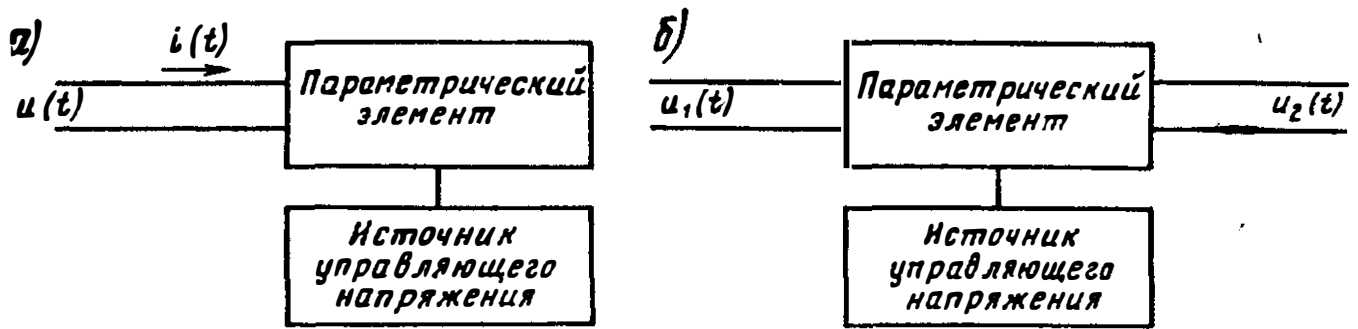 а)
i(t)
u(t)
Параметрический
элемент
Источник
управляющего
напряжения
б)
u₁(t)
Параметрический
элемент
u₂(t)
Источник
управляющего
напряжения